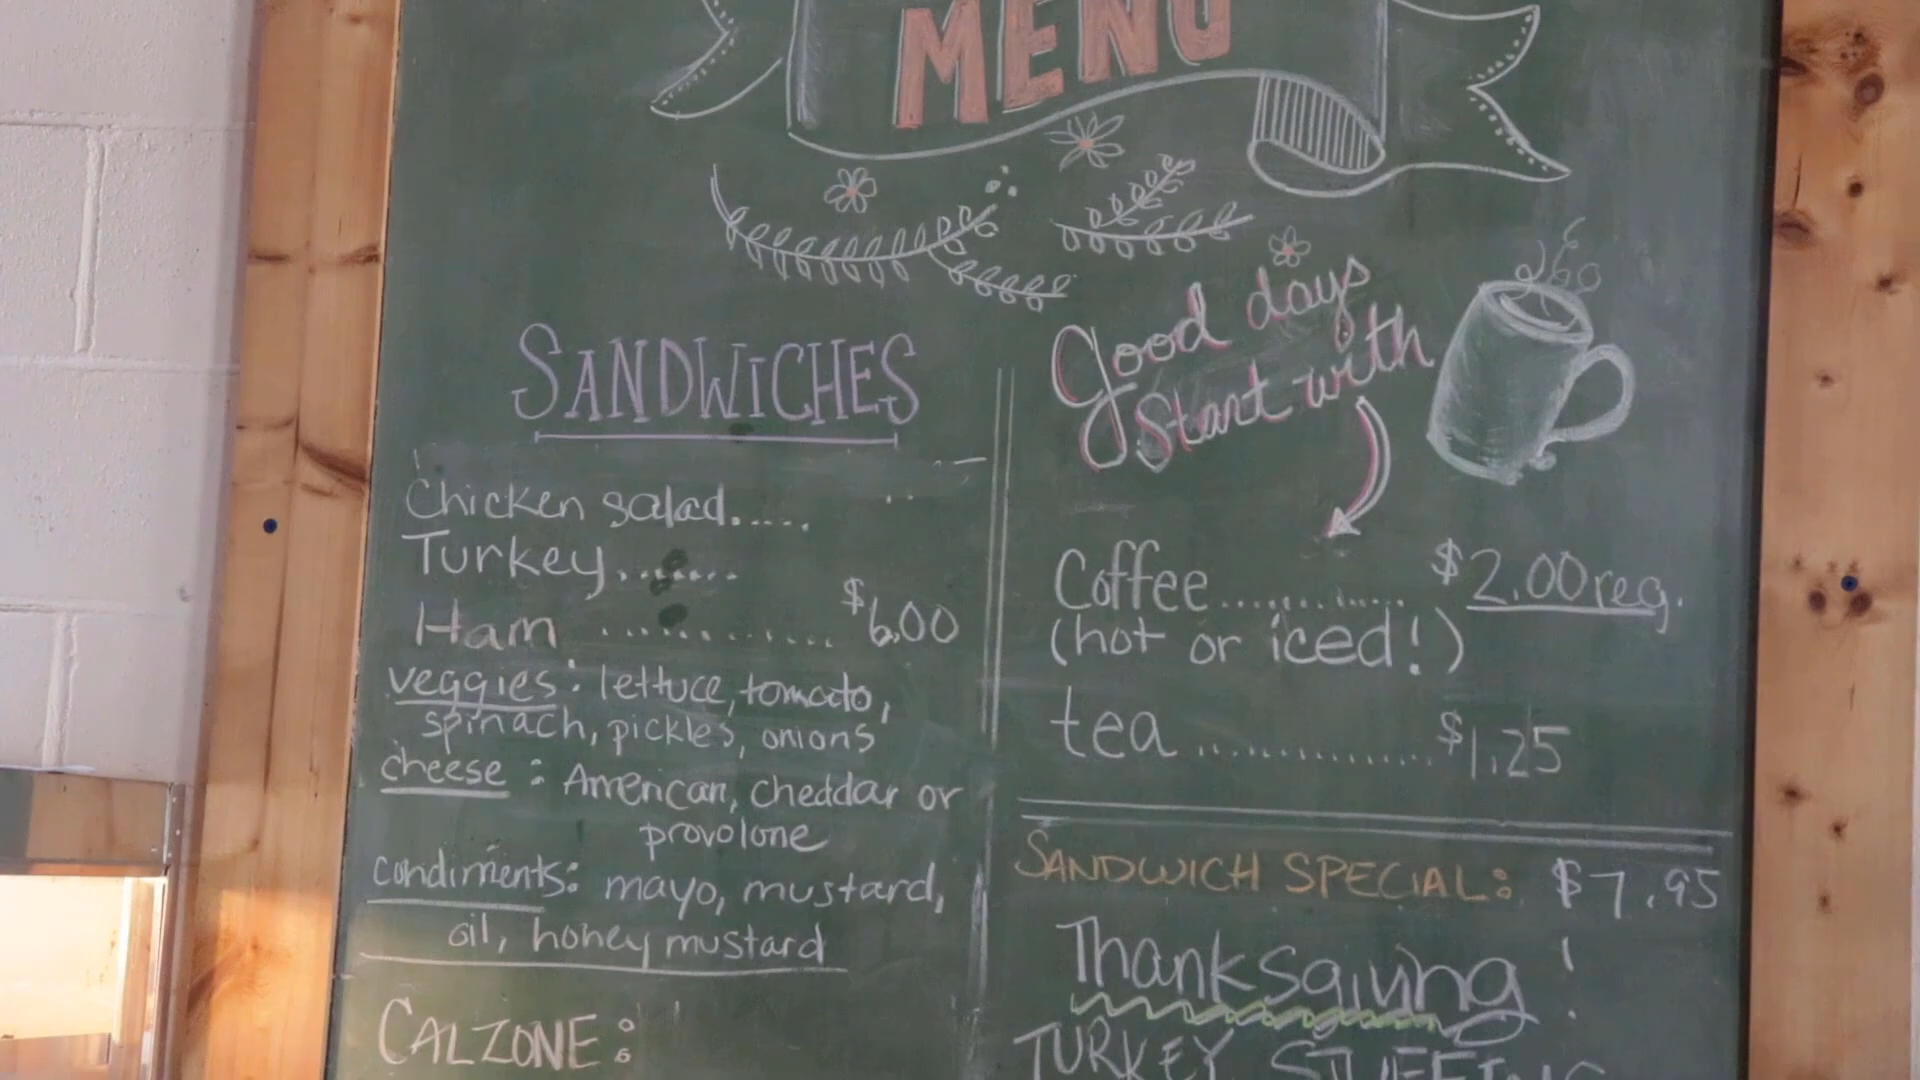 MENU
SANDWICHES
Chicken salad.....
Turkey.......
Ham ............. $6.00
veggies: lettuce, tomato,
spinach, pickles, onions
cheese: American, cheddar or
provolone
condiments: mayo, mustard,
oil, honey mustard
CALZONE:
Good days
start with
Coffee............ $2.00 reg.
(hot or iced!)
tea .............. $1.25
SANDWICH SPECIAL: $7.95
Thanksgiving!
TURKEY, STUFFING